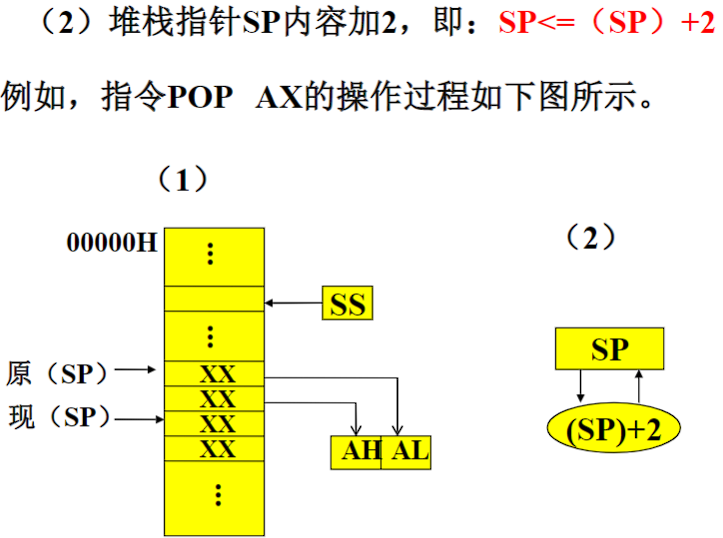 （2）堆栈指针SP内容加2，即：SP<=（SP）+2
例如，指令POP AX的操作过程如下图所示。
（1）
（2）
00000H
⋮
SS
⋮
原（SP）
XX
XX
现（SP）
XX
XX
AH AL
⋮
SP
(SP)+2